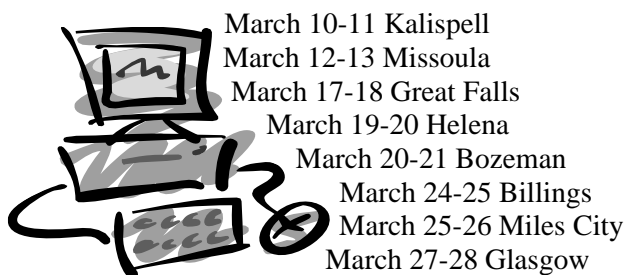 March 10-11 Kalispell
March 12-13 Missoula
March 17-18 Great Falls
March 19-20 Helena
March 20-21 Bozeman
March 24-25 Billings
March 25-26 Miles City
March 27-28 Glasgow